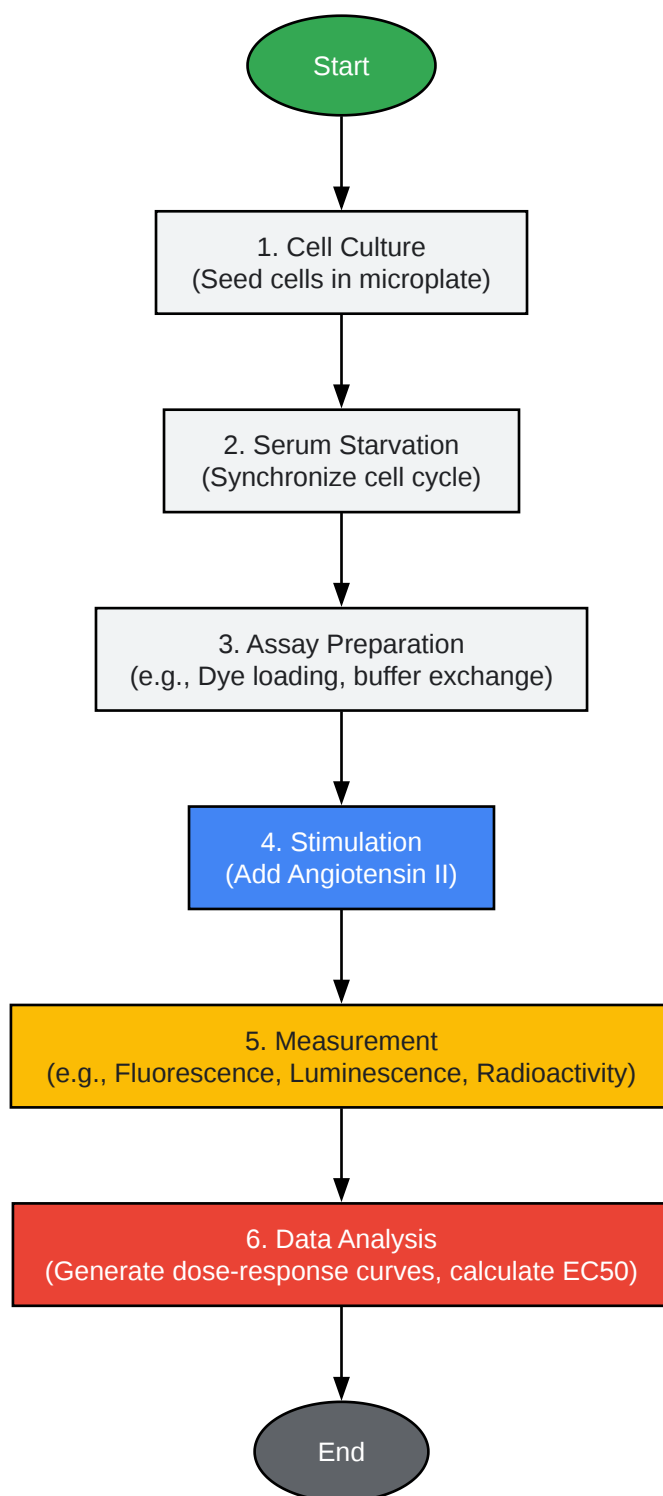 Start
1. Cell Culture
(Seed cells in microplate)
2. Serum Starvation
(Synchronize cell cycle)
3. Assay Preparation
(e.g., Dye loading, buffer exchange)
4. Stimulation
(Add Angiotensin II)
5. Measurement
(e.g., Fluorescence, Luminescence, Radioactivity)
6. Data Analysis
(Generate dose-response curves, calculate EC50)
End